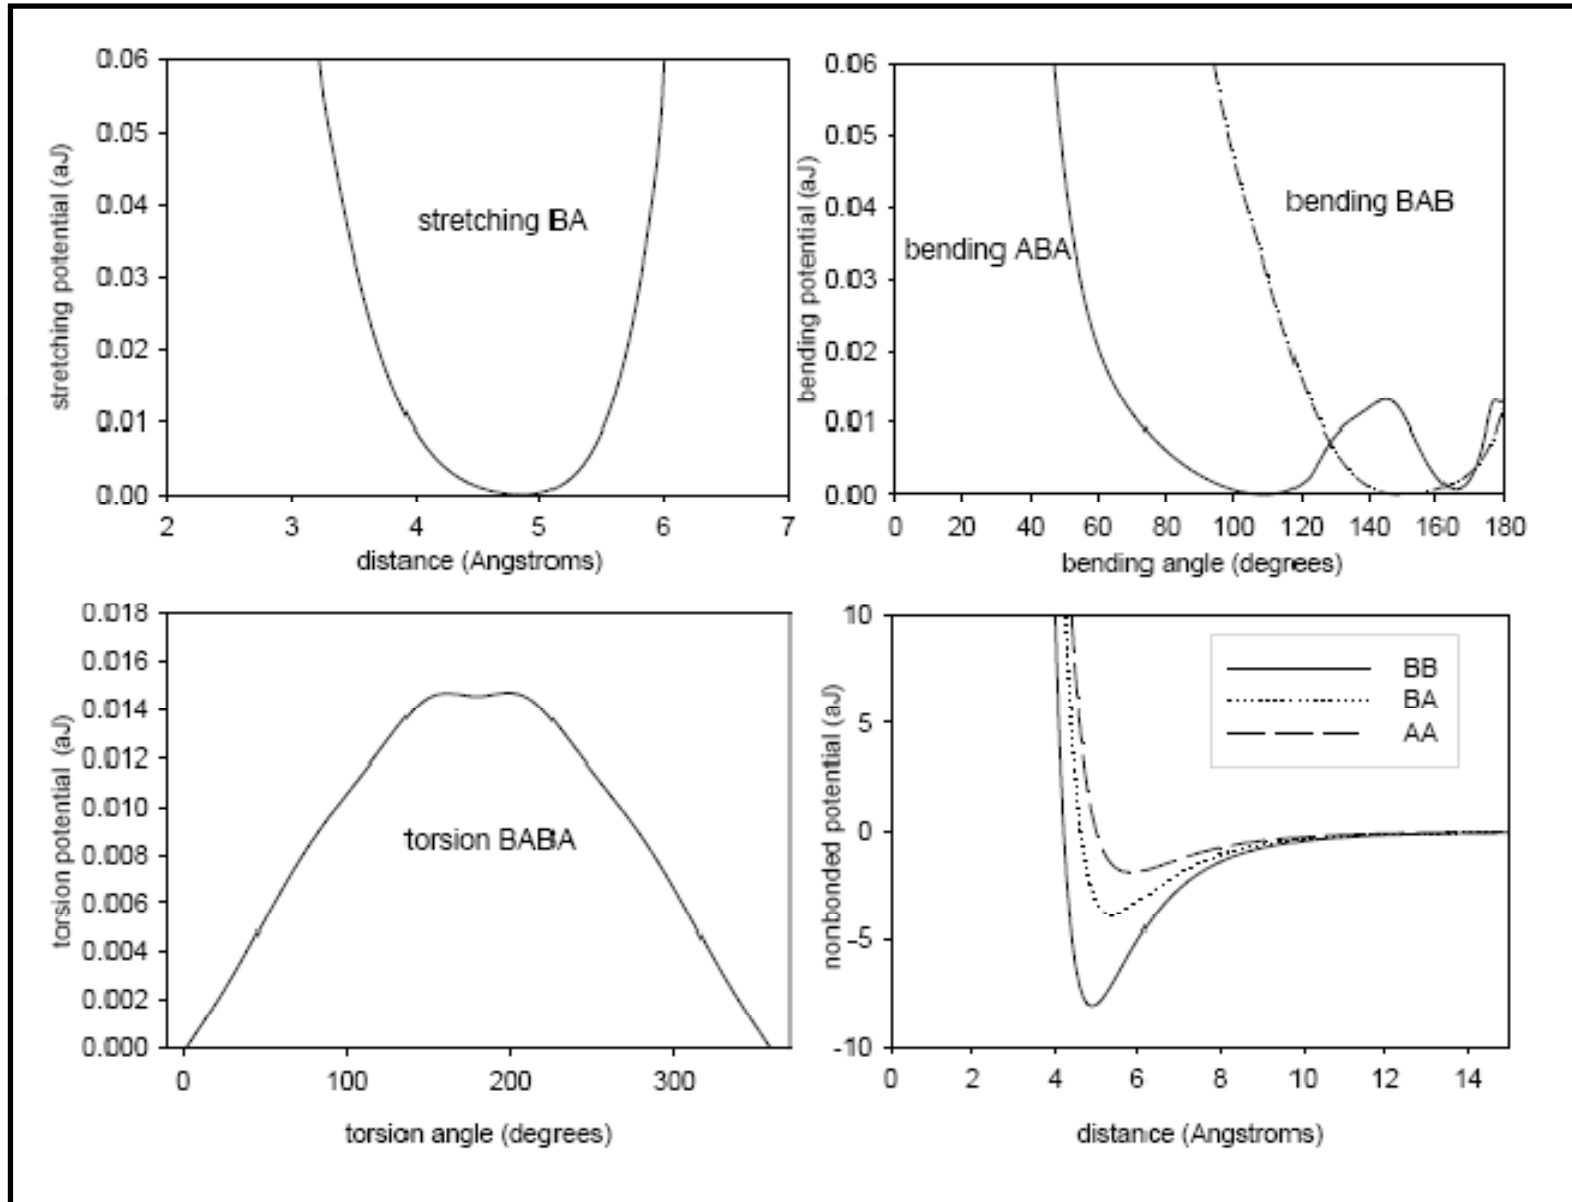 0.06
0.05
0.04
0.03
0.02
0.01
0.00
stretching potential (aJ)
stretching BA
2 3 4 5 6 7
distance (Angstroms)
0.06
0.05
0.04
0.03
0.02
0.01
0.00
bending potential (aJ)
bending ABA
bending BAB
0 20 40 60 80 100 120 140 160 180
bending angle (degrees)
0.018
0.016
0.014
0.012
0.010
0.008
0.006
0.004
0.002
0.000
torsion potential (aJ)
torsion BABA
0 100 200 300
torsion angle (degrees)
10
5
0
-5
-10
nonbonded potential (aJ)
BB
BA
AA
0 2 4 6 8 10 12 14
distance (Angstroms)